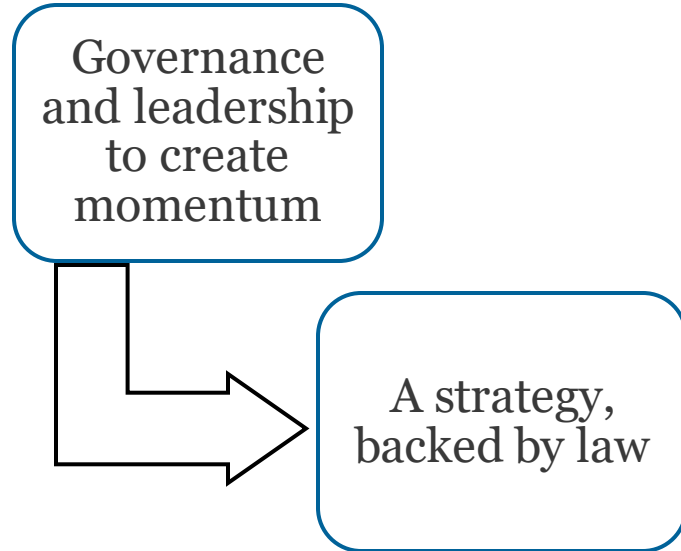 Governance
and leadership
to create
momentum
A strategy,
backed by law